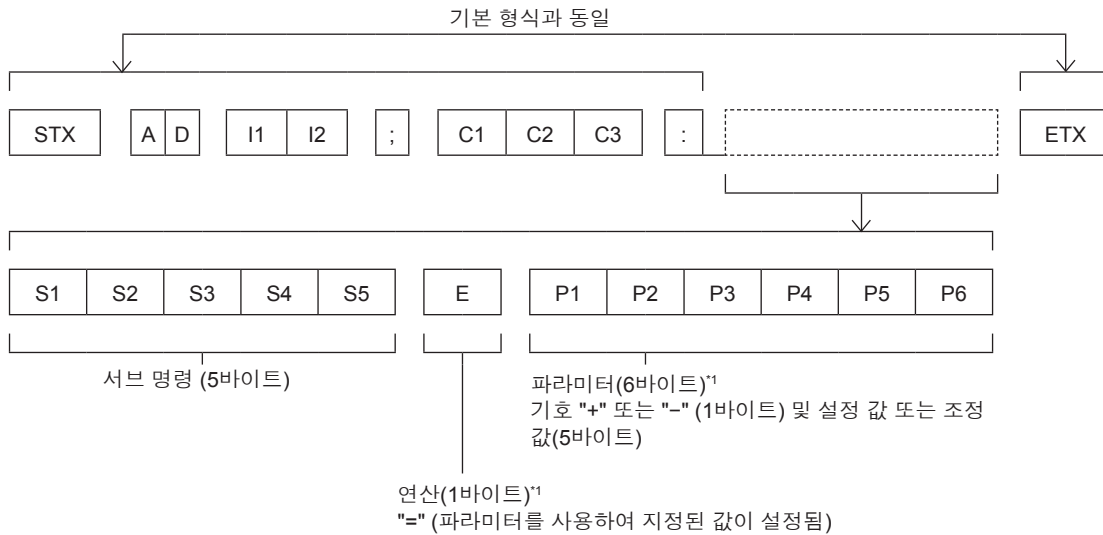 기본 형식과 동일
STX A D I1 I2 ; C1 C2 C3 : ETX
S1 S2 S3 S4 S5 E P1 P2 P3 P4 P5 P6
서브 명령 (5바이트)
파라미터(6바이트)*1
기호 "+" 또는 "−" (1바이트) 및 설정 값 또는 조정
값(5바이트)
연산(1바이트)*1
"=" (파라미터를 사용하여 지정된 값이 설정됨)